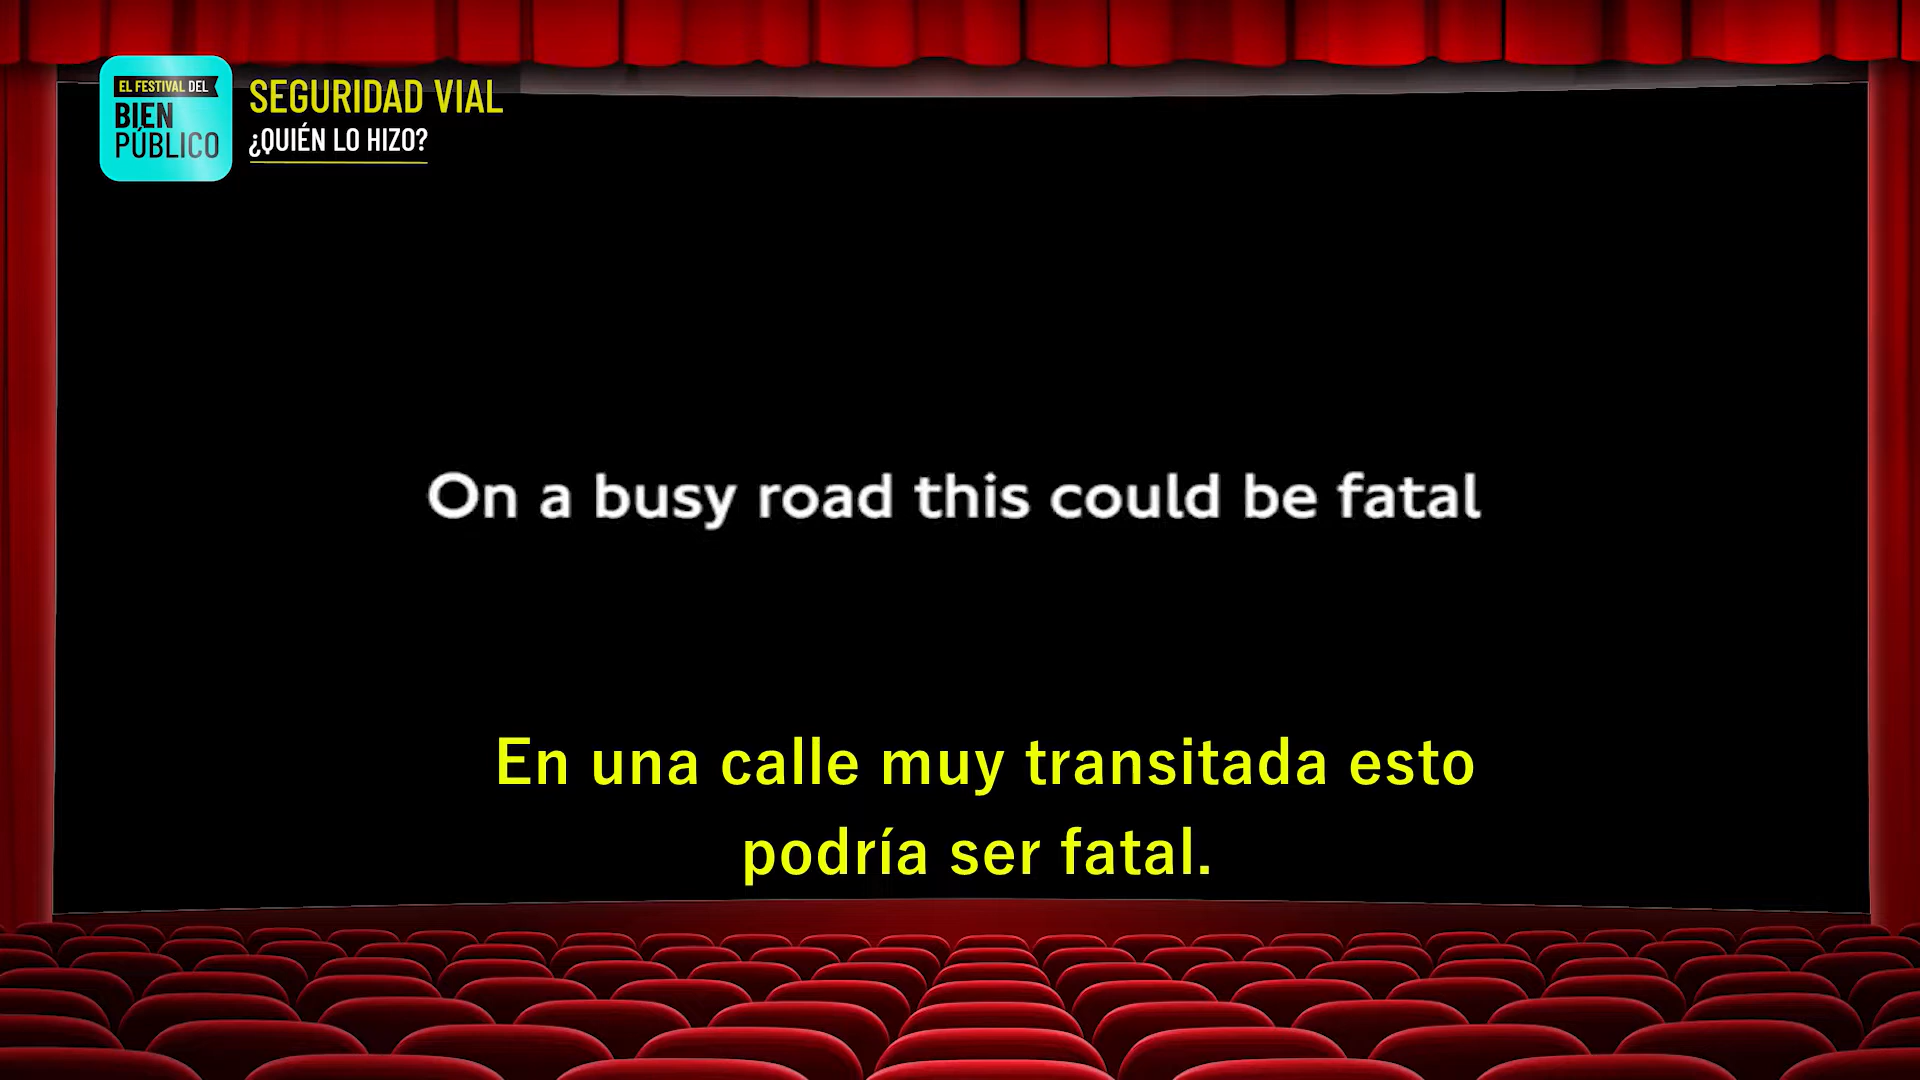 EL FESTIVAL DEL
BIEN
PÚBLICO
SEGURIDAD VIAL
¿QUIÉN LO HIZO?
On a busy road this could be fatal
En una calle muy transitada esto
podría ser fatal.